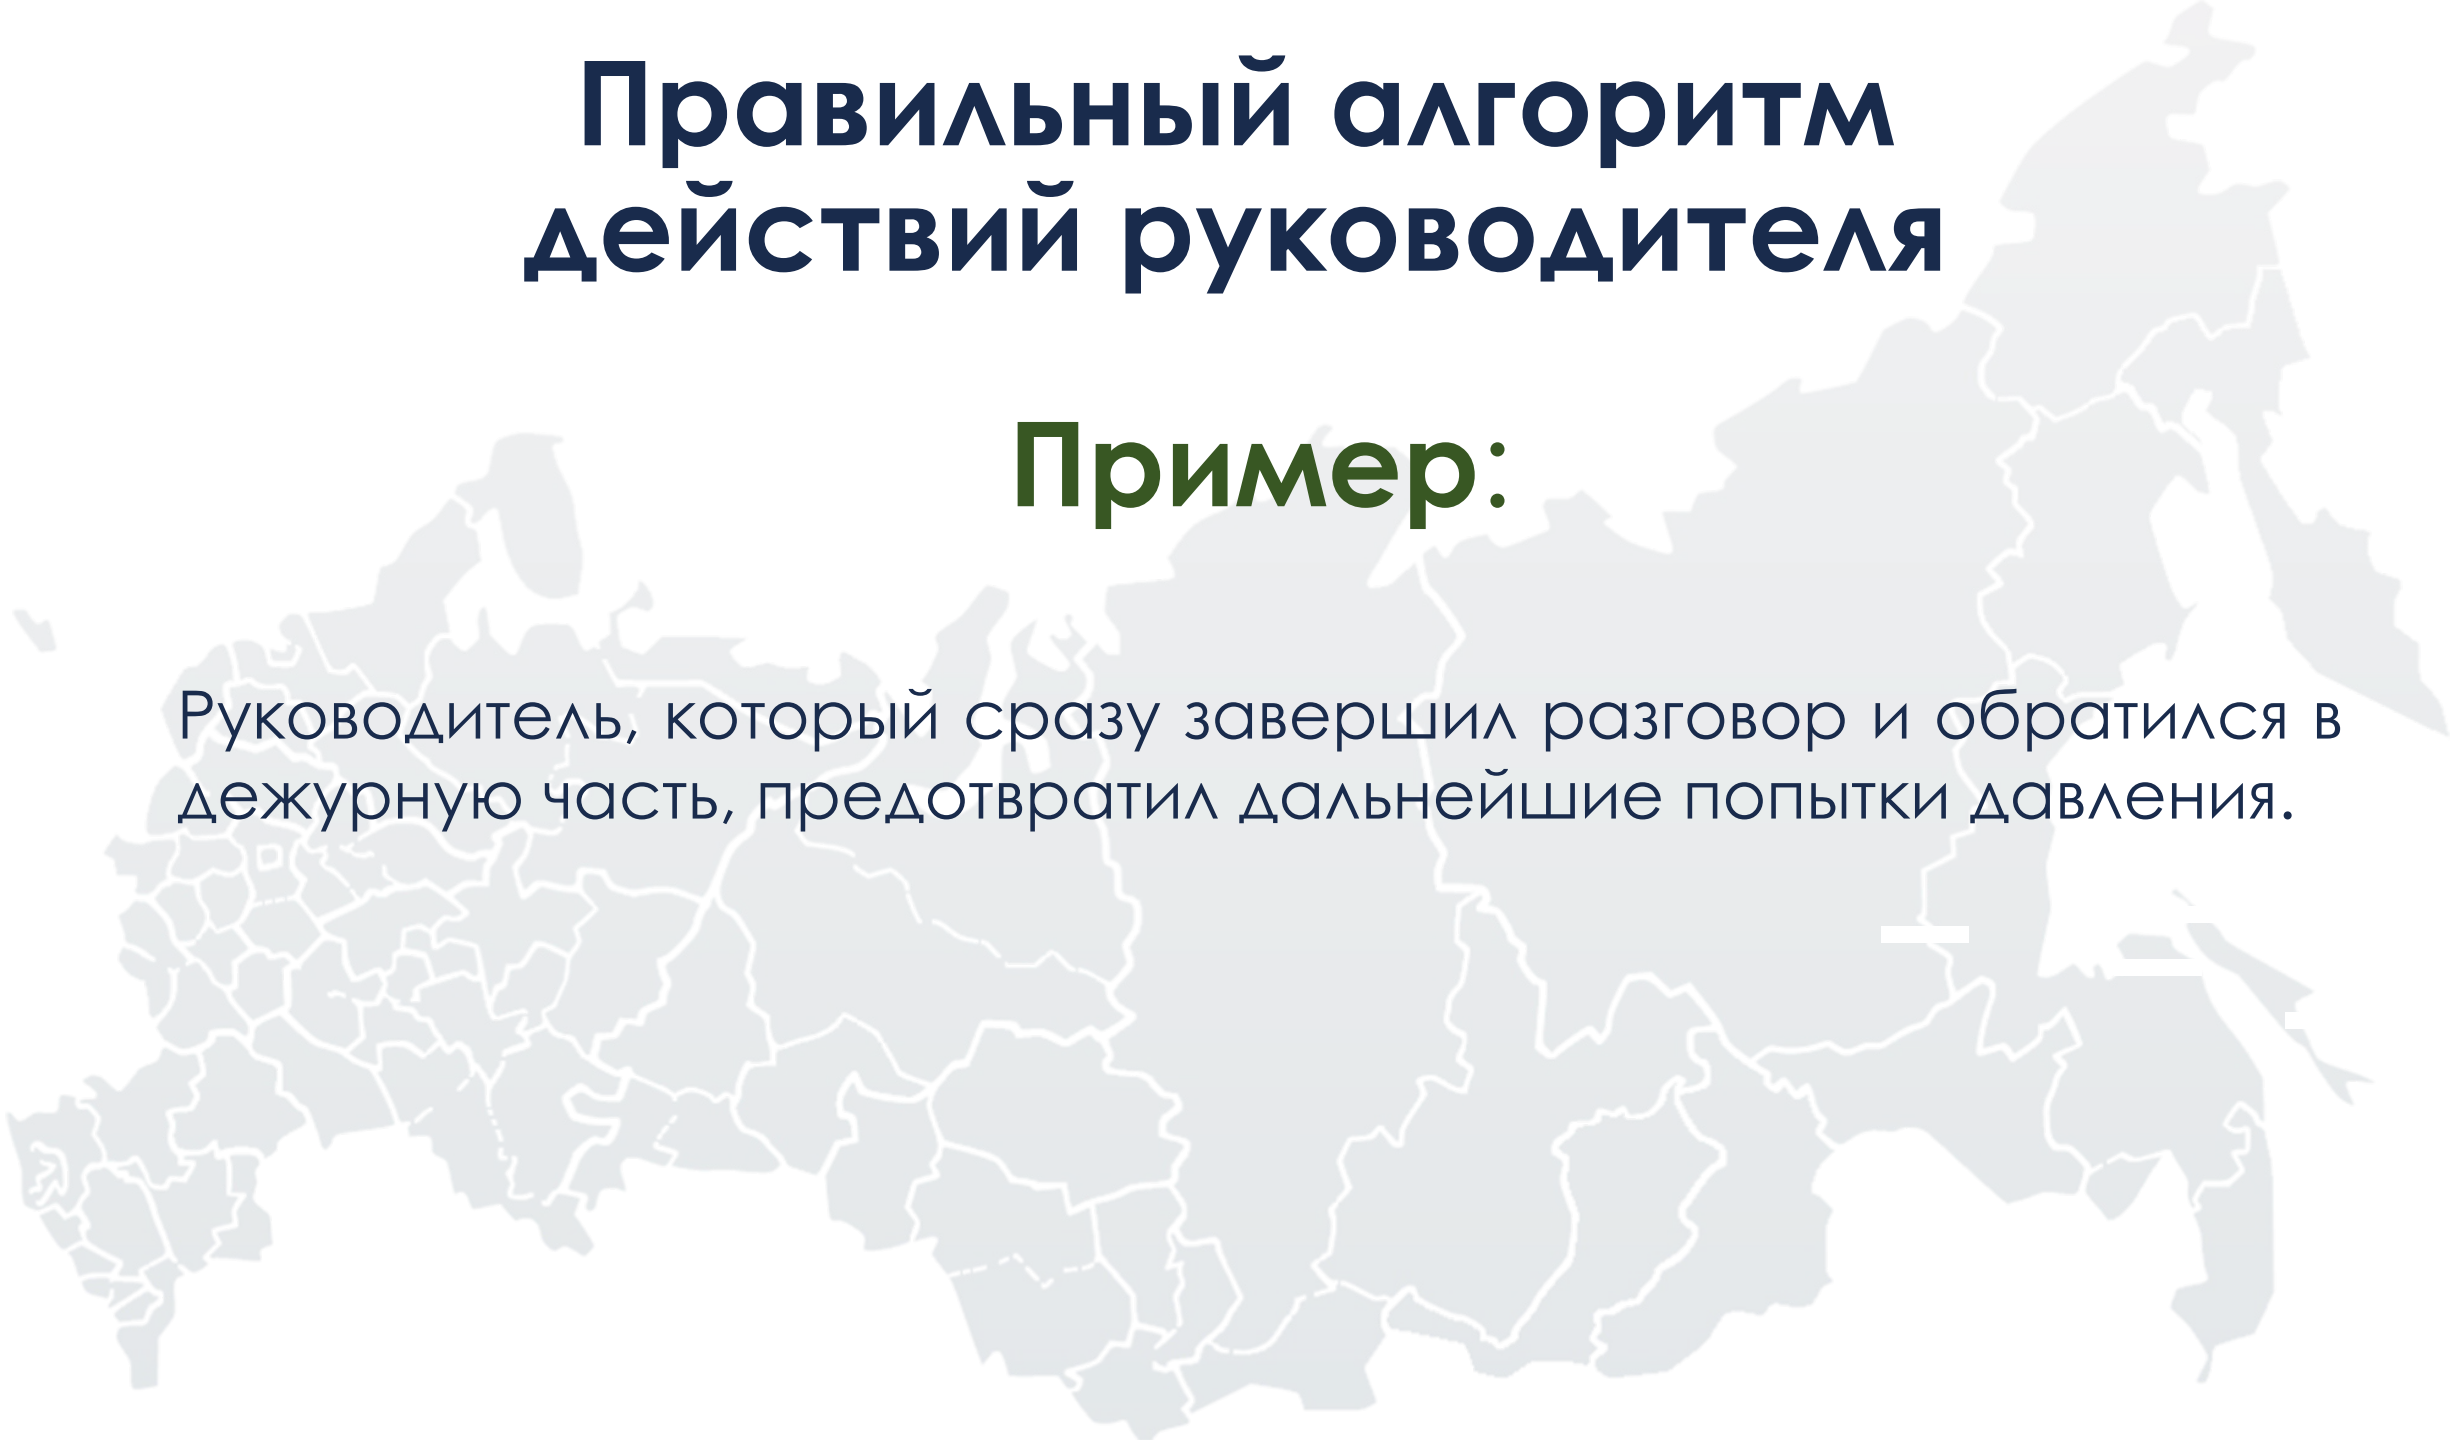 Правильный алгоритм
действий руководителя
Пример:
Руководитель, который сразу завершил разговор и обратился в
дежурную часть, предотвратил дальнейшие попытки давления.